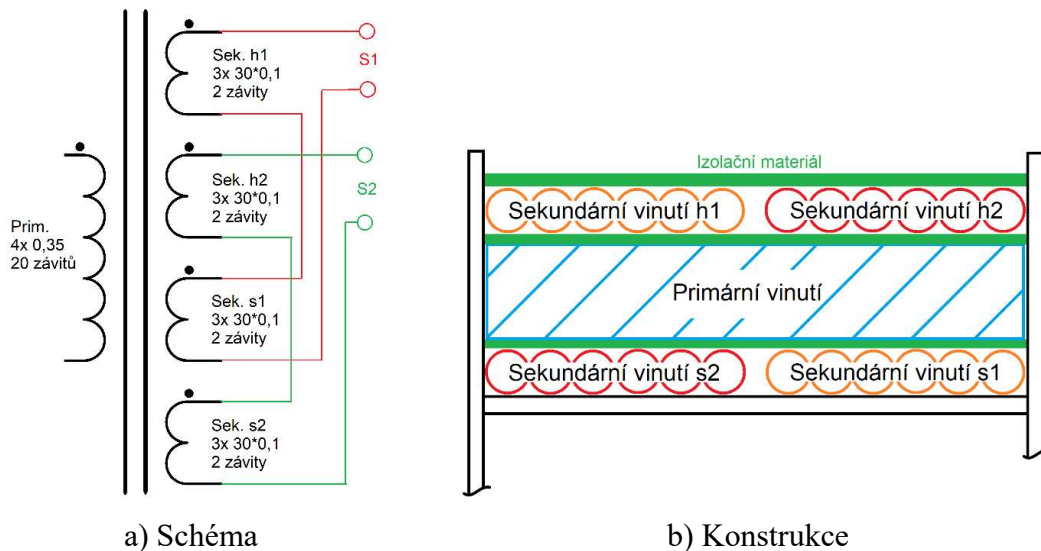 Sek. h1
3x 30*0,1
2 závity
S1
Sek. h2
3x 30*0,1
2 závity
S2
Prim.
4x 0,35
20 závitů
Sek. s1
3x 30*0,1
2 závity
Sek. s2
3x 30*0,1
2 závity
a) Schéma
Izolační materiál
Sekundární vinutí h1
Sekundární vinutí h2
Primární vinutí
Sekundární vinutí s2
Sekundární vinutí s1
b) Konstrukce